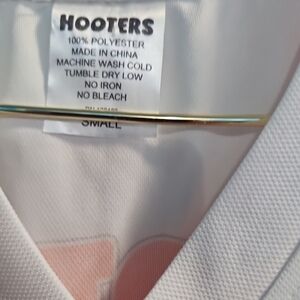 HOOTERS
100% POLYESTER
MADE IN CHINA
MACHINE WASH COLD
TUMBLE DRY LOW
NO IRON
NO BLEACH
SMALL